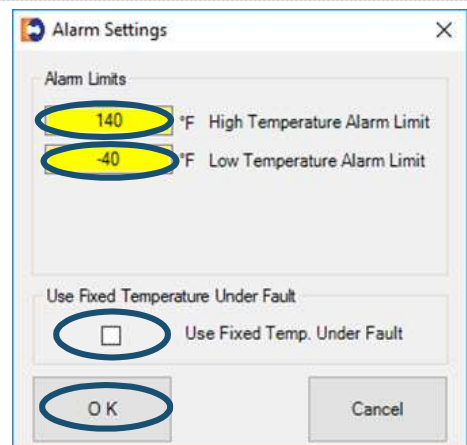 Alarm Settings
Alarm Limits
140 °F High Temperature Alarm Limit
-40 °F Low Temperature Alarm Limit
Use Fixed Temperature Under Fault
Use Fixed Temp. Under Fault
O K Cancel